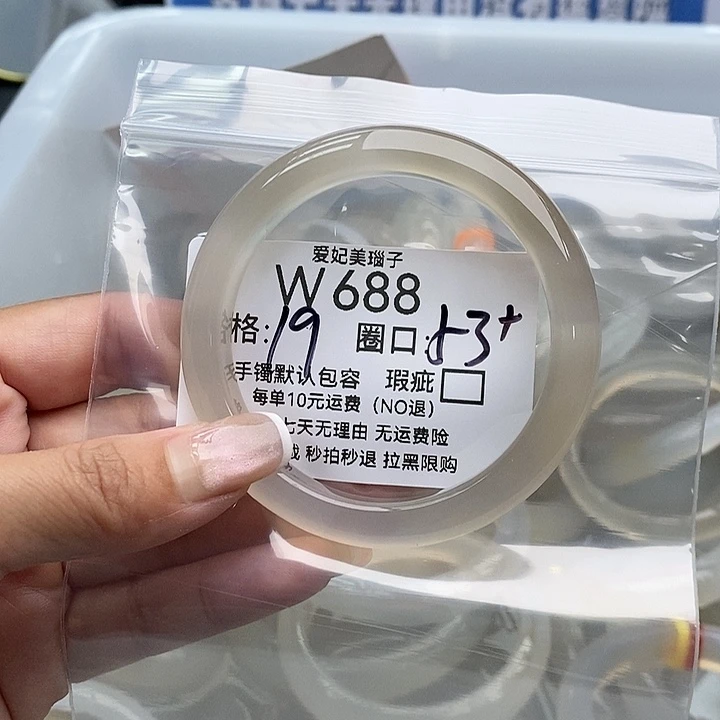 爱妃美瑙子
W688
格:19 圈口:53+
手镯默认包容 瑕疵
每单10元运费（NO退）
七天无理由 无运费险
秒拍秒退 拉黑限购